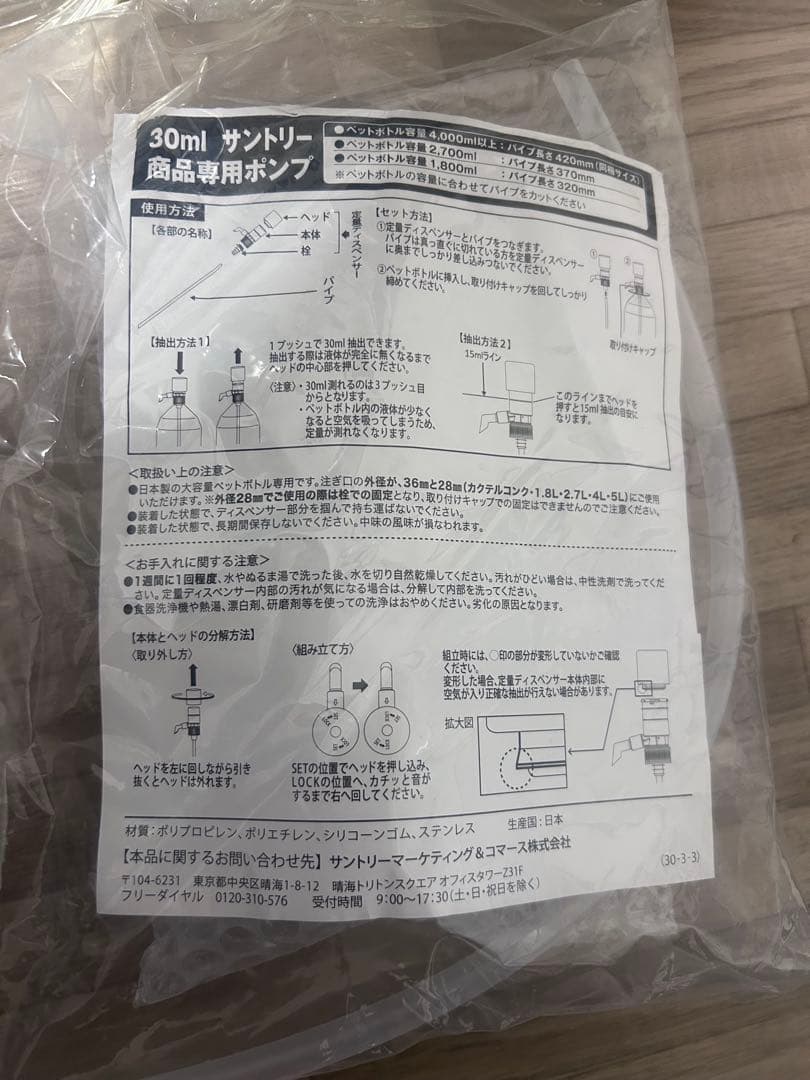 30ml サントリー
商品専用ポンプ
●ペットボトル容量 4,000ml以上：パイプ長さ 420mm(同梱サイズ)
●ペットボトル容量 2,700ml ：パイプ長さ 370mm
●ペットボトル容量 1,800ml ：パイプ長さ 320mm
※ペットボトルの容量に合わせてパイプをカットください
使用方法
【各部の名称】
ヘッド
本体
栓
定量ディスペンサー
パイプ
【セット方法】
①定量ディスペンサーとパイプをつなぎます。
パイプは真っ直ぐに切れている方を定量ディスペンサー
に奥までしっかり差し込みつないでください。
②ペットボトルに挿入し、取り付けキャップを回してしっかり
締めてください。
①
②
取り付けキャップ
【抽出方法1】
1プッシュで30ml抽出できます。
抽出する際は液体が完全に無くなるまで
ヘッドの中心部を押してください。
〈注意〉・30ml測れるのは3プッシュ目
からとなります。
・ペットボトル内の液体が少なく
なると空気を吸ってしまうため、
定量が測れなくなります。
【抽出方法2】
15mlライン
このラインまでヘッドを
押すと15ml抽出の目安に
なります。
＜取扱い上の注意＞
●日本製の大容量ペットボトル専用です。注ぎ口の外径が、36㎜と28㎜(カクテルコンク・1.8L・2.7L・4L・5L)にご使用
いただけます。※外径28㎜でご使用の際は栓での固定となり、取り付けキャップでの固定はできませんのでご注意ください。
●装着した状態で、ディスペンサー部分を掴んで持ち運ばないでください。
●装着した状態で、長期間保存しないでください。中味の風味が損なわれます。
＜お手入れに関する注意＞
●1週間に1回程度、水やぬるま湯で洗った後、水を切り自然乾燥してください。汚れがひどい場合は、中性洗剤で洗ってくだ
さい。定量ディスペンサー内部の汚れが気になる場合は、分解して内部を洗ってください。
●食器洗浄機や熱湯、漂白剤、研磨剤等を使っての洗浄はおやめください。劣化の原因となります。
【本体とヘッドの分解方法】
〈取り外し方〉
ヘッドを左に回しながら引き
抜くとヘッドは外れます。
〈組み立て方〉
SETの位置でヘッドを押し込み、
LOCKの位置へ、カチッと音が
するまで右へ回してください。
組立時には、○印の部分が変形していないかご確認
ください。
変形した場合、定量ディスペンサー本体内部に
空気が入り正確な抽出が行えない場合があります。
拡大図
材質：ポリプロピレン、ポリエチレン、シリコーンゴム、ステンレス
生産国：日本
【本品に関するお問い合わせ先】サントリーマーケティング＆コマース株式会社
(30-3-3)
〒104-6231 東京都中央区晴海1-8-12 晴海トリトンスクエア オフィスタワーZ31F
フリーダイヤル 0120-310-576 受付時間 9:00〜17:30(土・日・祝日を除く)